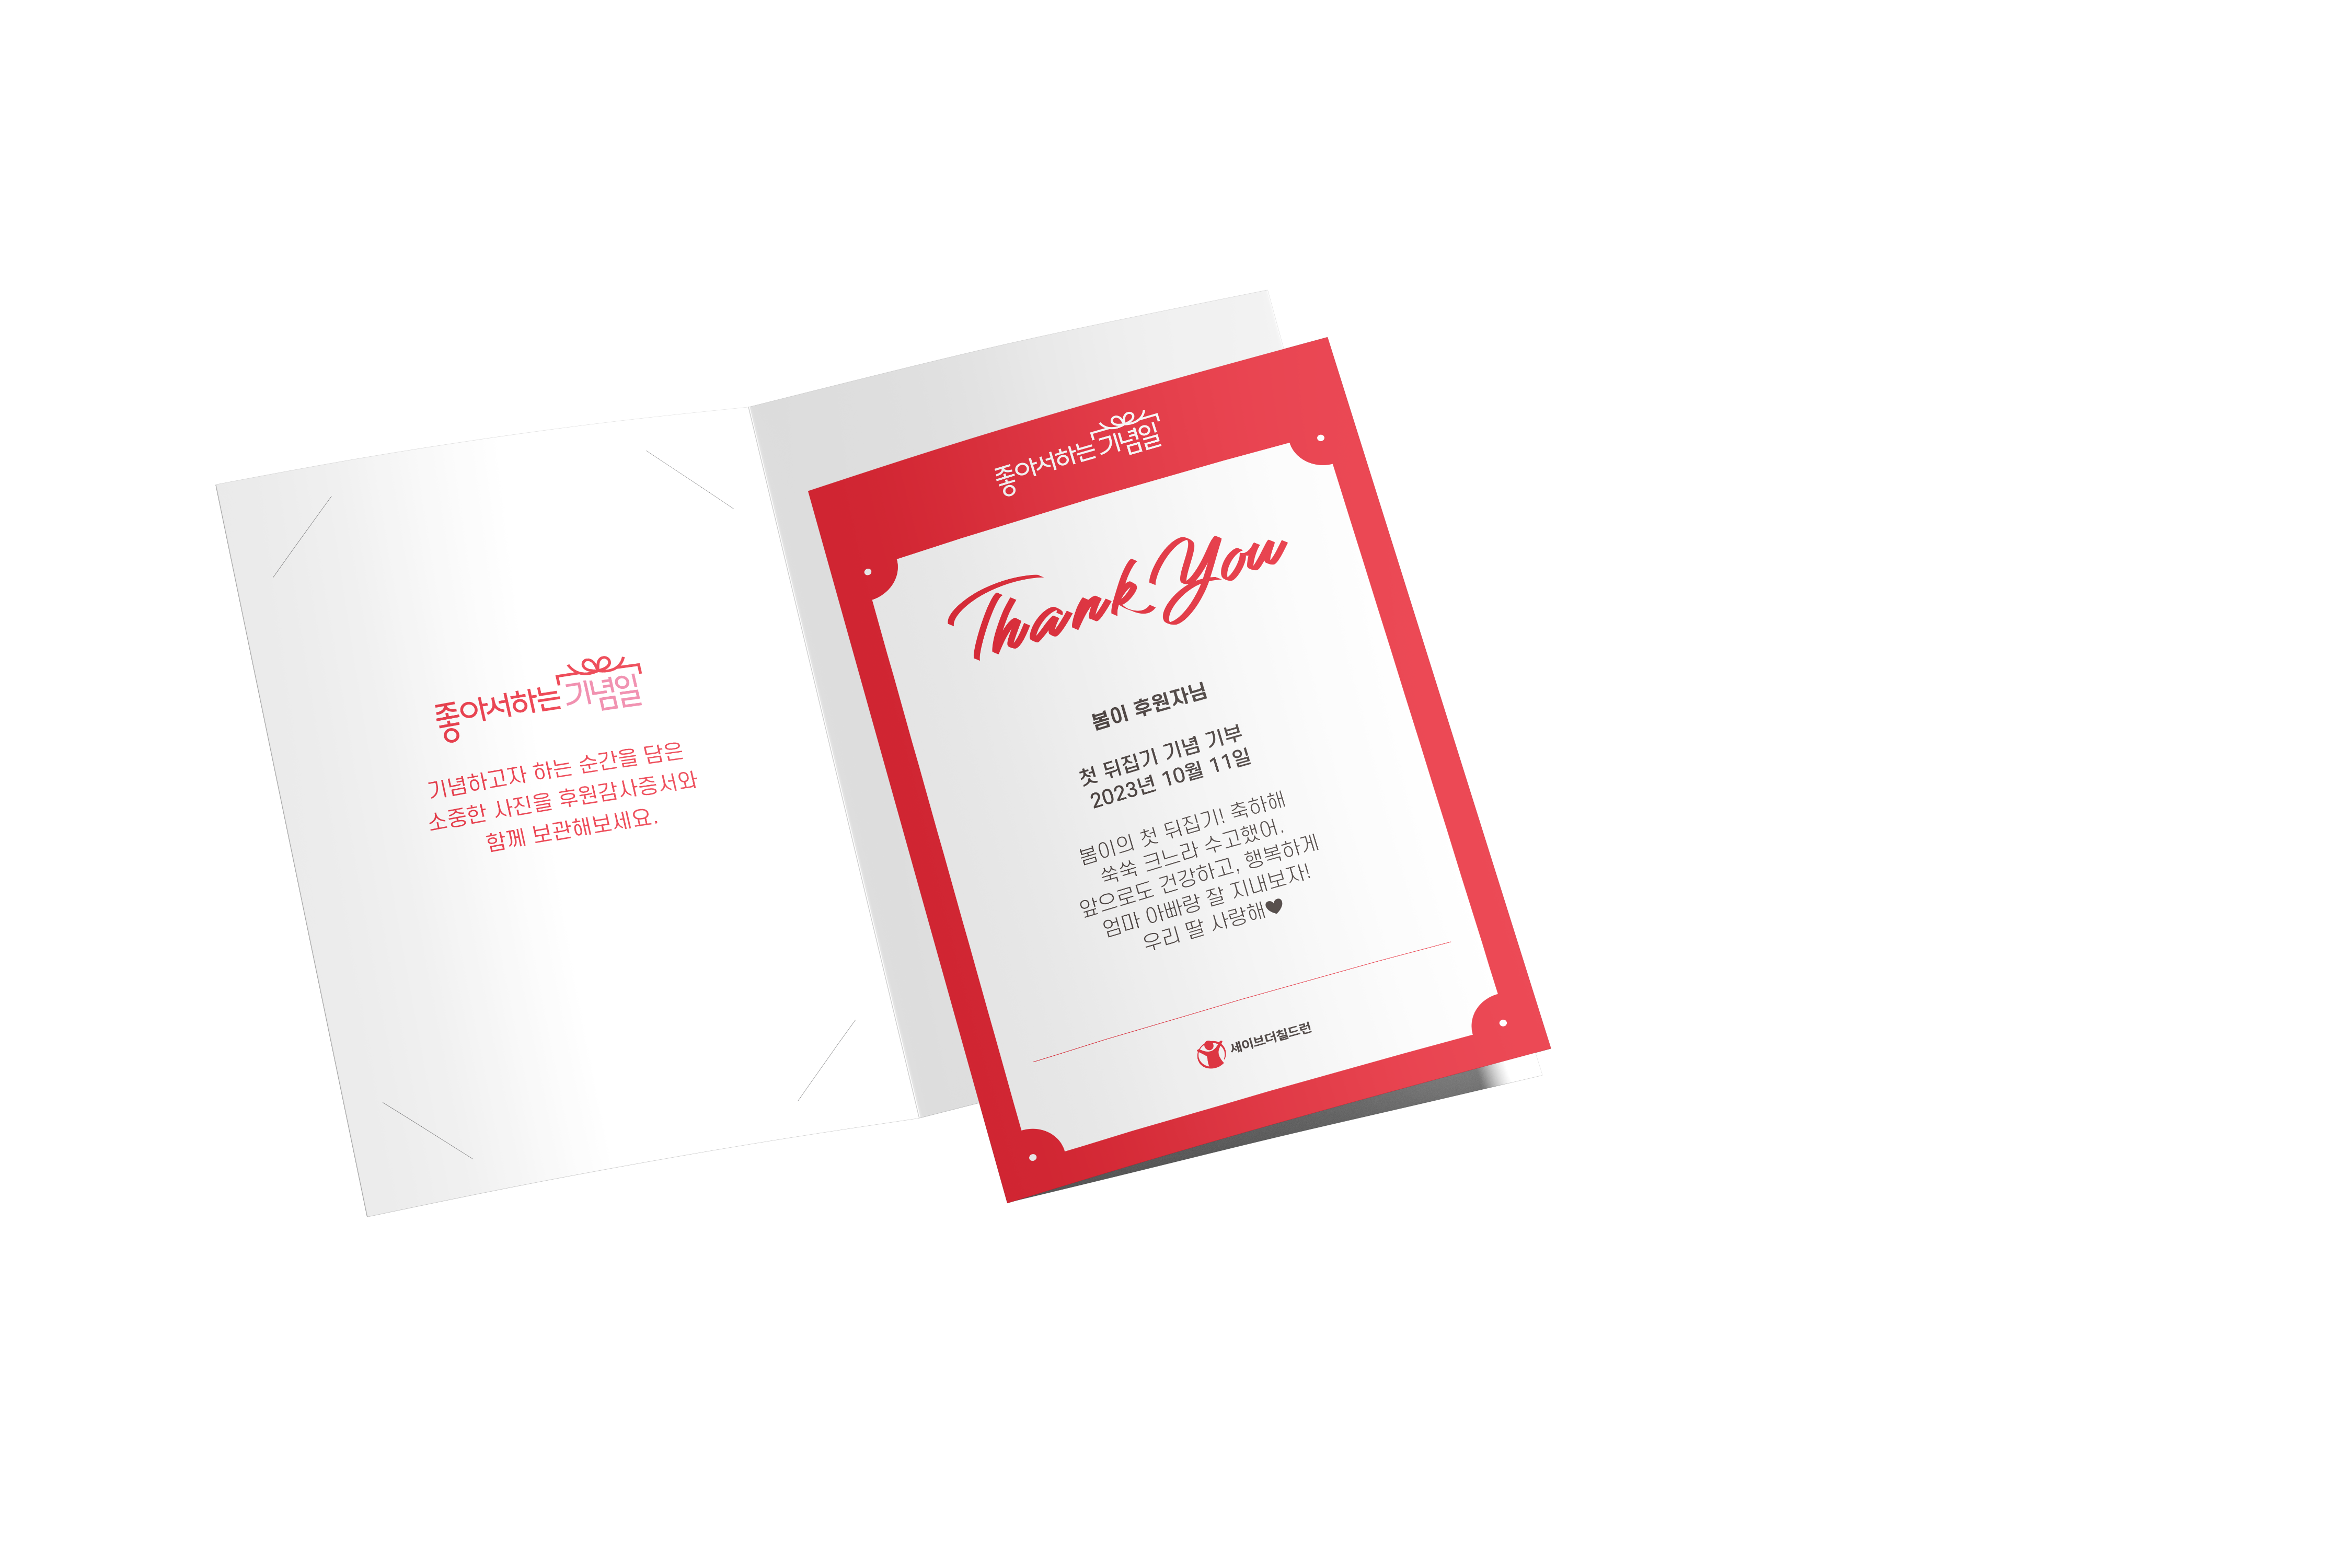 좋아서하는 기념일
기념하고자 하는 순간을 담은
소중한 사진을 후원감사증서와
함께 보관해보세요.
좋아서하는 기념일
Thank You
봄이 후원자님
첫 뒤집기 기념 기부
2023년 10월 11일
봄이의 첫 뒤집기! 축하해
쑥쑥 크느라 수고했어.
앞으로도 건강하고, 행복하게
엄마 아빠랑 잘 지내보자!
우리 딸 사랑해♥
세이브더칠드런